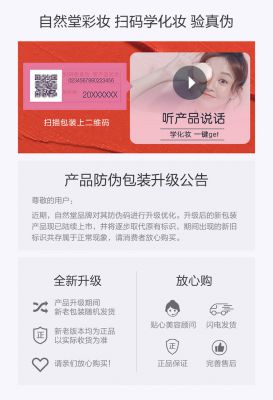 自然堂彩妆 扫码学化妆 验真伪
20XXXXXX
扫描包装上二维码
听产品说话
学化妆 一键get
产品防伪包装升级公告
尊敬的用户：
近期，自然堂品牌对其防伪码进行升级优化。升级后的新包装
产品现已陆续上市，并将逐步取代原有标识，期间出现的新旧
标识共存属于正常现象，请消费者放心购买。
全新升级
产品升级期间
新老包装随机发货
正
新老版本均为正品
以实际收货为准
请亲们放心购买！
放心购
贴心美容顾问
闪电发货
正
正品保证
完善售后